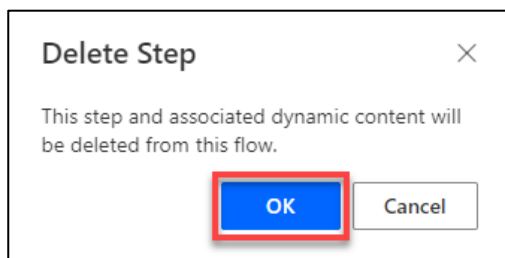 Delete Step
This step and associated dynamic content will
be deleted from this flow.
OK
Cancel